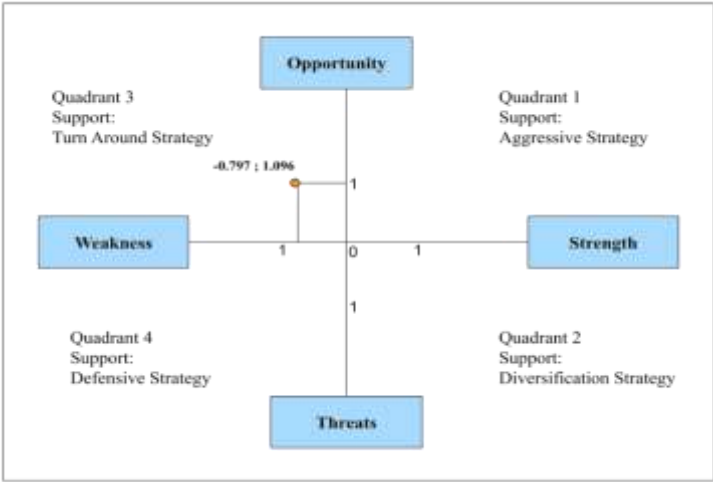 Opportunity
Quadrant 3
Support:
Turn Around Strategy
Quadrant 1
Support:
Aggressive Strategy
-0.797 ; 1.096
1
Weakness
Strength
1
0
1
1
Quadrant 4
Support:
Defensive Strategy
Quadrant 2
Support:
Diversification Strategy
Threats